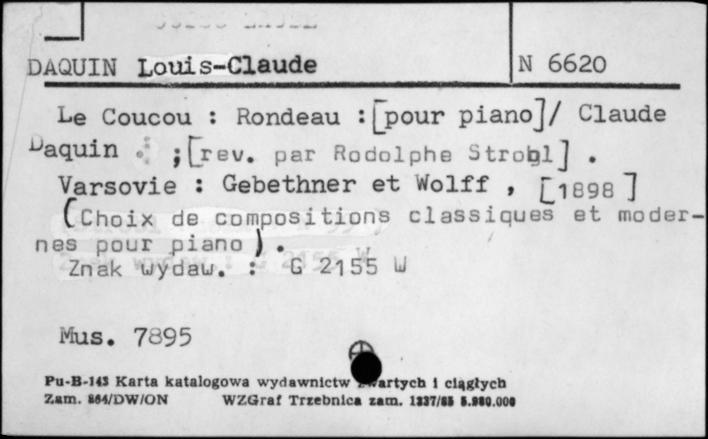 DAQUIN Louis-Claude
N 6620
Le Coucou : Rondeau :[pour piano]/ Claude
Daquin ; [rev. par Rodolphe Strobl] .
Varsovie : Gebethner et Wolff , [1898]
(Choix de compositions classiques et moder-
nes pour piano).
Znak wydaw. : G 2155 W
Mus. 7895
Pu-B-143 Karta katalogowa wydawnictw zwartych i ciągłych
Zam. 864/DW/ON WZGraf Trzebnica zam. 1337/85 5.980.000